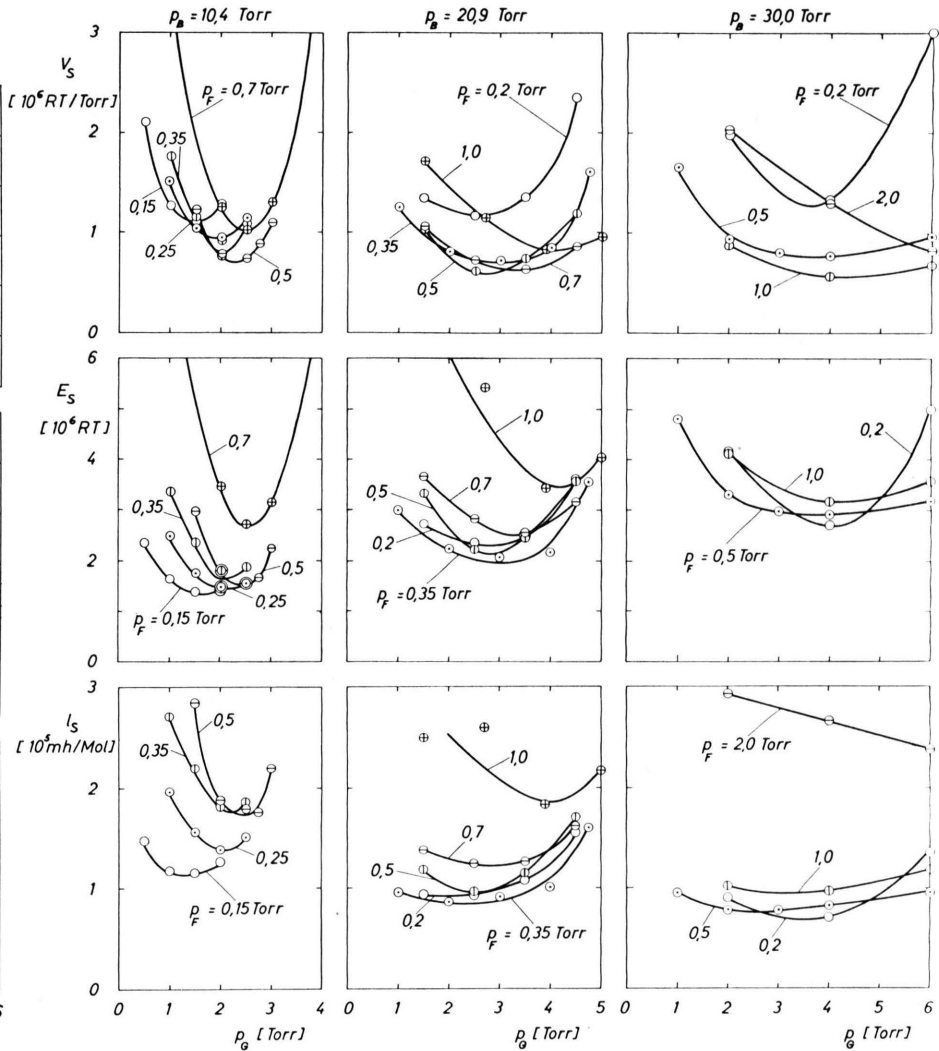 p_B = 10,4 Torr
p_B = 20,9 Torr
p_B = 30,0 Torr
V_S
[10^6 RT/Torr]
3
2
1
0
p_F = 0,7 Torr
0,35
0,15
0,25
0,5
p_F = 0,2 Torr
1,0
0,35
0,5
0,7
p_F = 0,2 Torr
0,5
2,0
1,0
E_S
[10^6 RT]
6
4
2
0
0,7
0,35
0,5
0,25
p_F = 0,15 Torr
1,0
0,7
0,5
0,2
p_F = 0,35 Torr
0,2
1,0
p_F = 0,5 Torr
l_S
[10^5 mh/Mol]
3
2
1
0
0,5
0,35
0,25
p_F = 0,15 Torr
1,0
0,7
0,5
0,2
p_F = 0,35 Torr
p_F = 2,0 Torr
1,0
0,5
0,2
0 1 2 3 4
0 1 2 3 4 5
0 1 2 3 4 5 6
p_G [Torr]
p_G [Torr]
p_G [Torr]